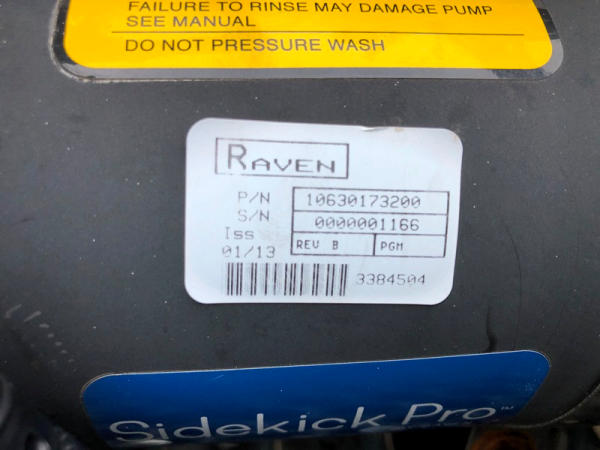 FAILURE TO RINSE MAY DAMAGE PUMP
SEE MANUAL
DO NOT PRESSURE WASH
RAVEN
P/N 10630173200
S/N 0000001166
Iss
01/13 REV B PGM
3384504
Sidekick Pro™